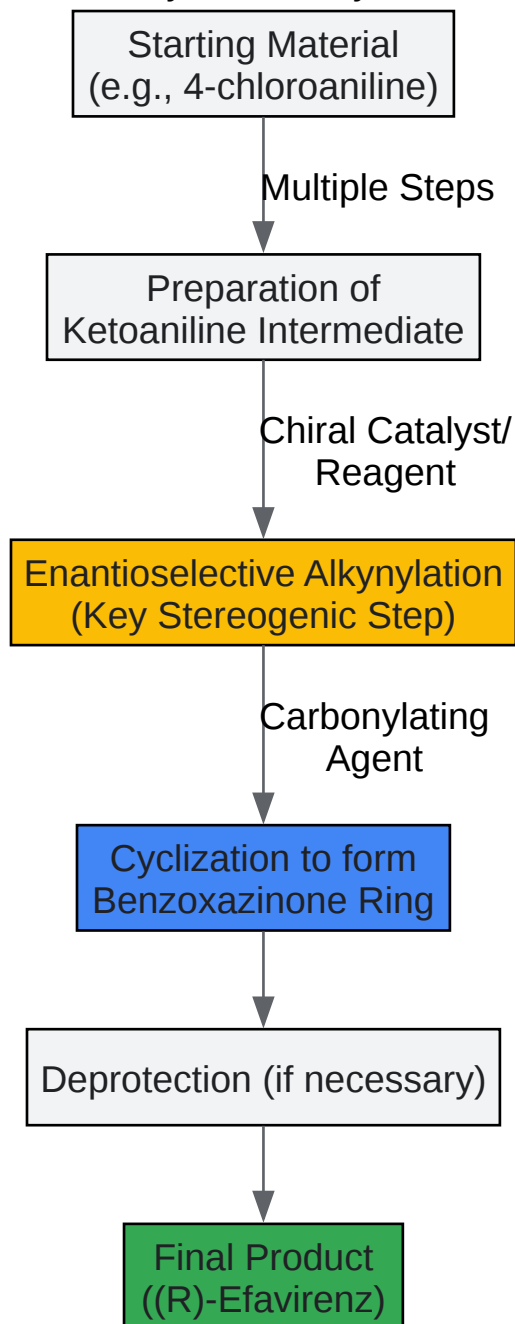 Starting Material
(e.g., 4-chloroaniline)
Multiple Steps
Preparation of
Ketoaniline Intermediate
Chiral Catalyst/
Reagent
Enantioselective Alkynylation
(Key Stereogenic Step)
Carbonylating
Agent
Cyclization to form
Benzoxazinone Ring
Deprotection (if necessary)
Final Product
((R)-Efavirenz)